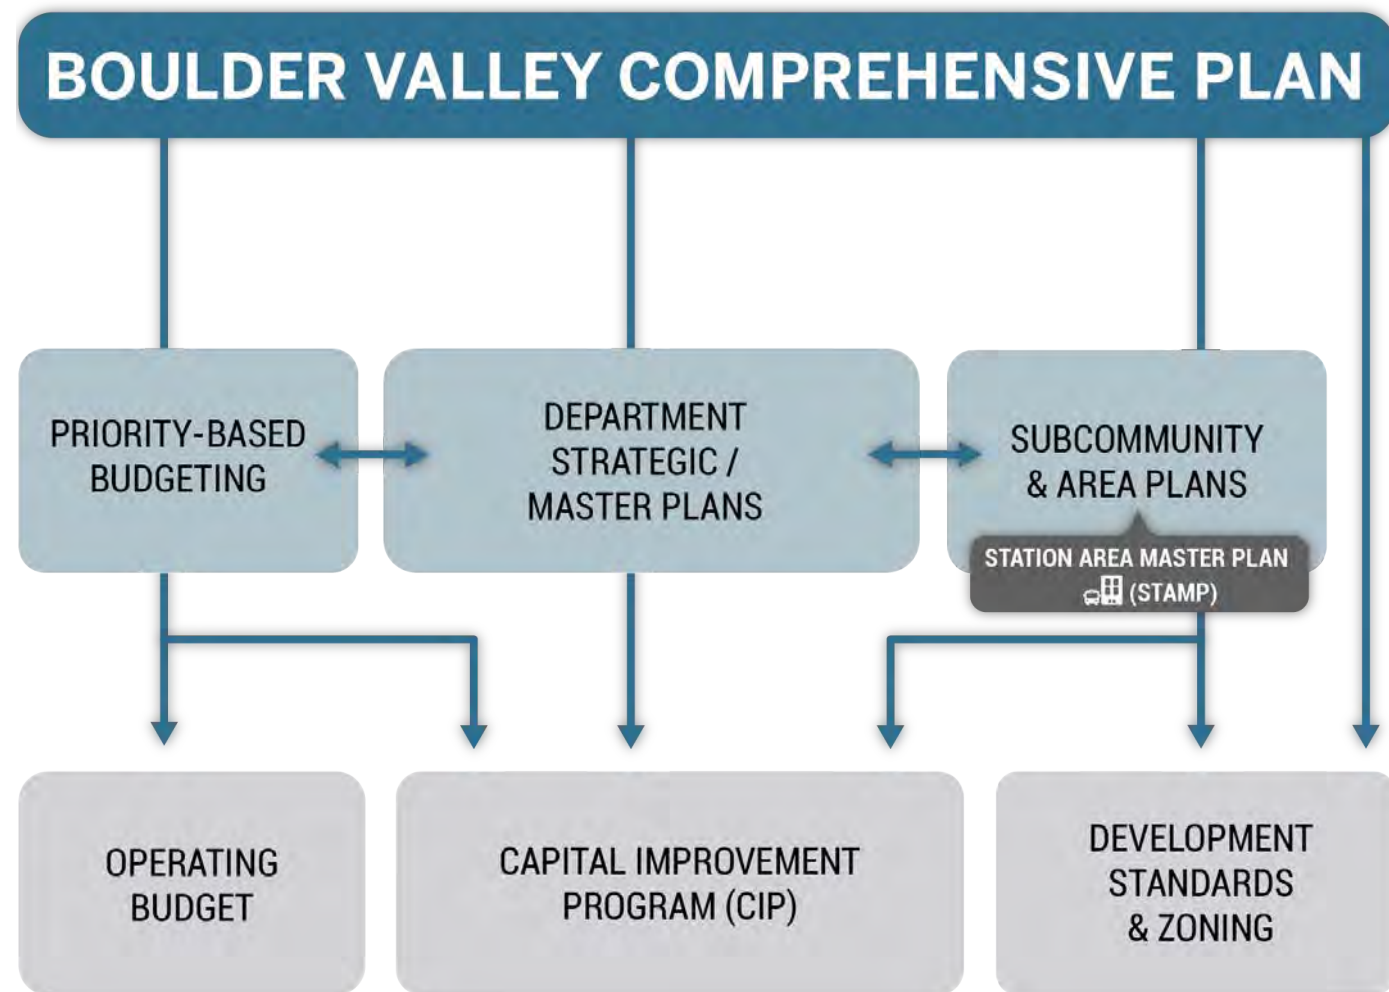 BOULDER VALLEY COMPREHENSIVE PLAN
PRIORITY-BASED
BUDGETING
DEPARTMENT
STRATEGIC /
MASTER PLANS
SUBCOMMUNITY
& AREA PLANS
STATION AREA MASTER PLAN
(STAMP)
OPERATING
BUDGET
CAPITAL IMPROVEMENT
PROGRAM (CIP)
DEVELOPMENT
STANDARDS
& ZONING